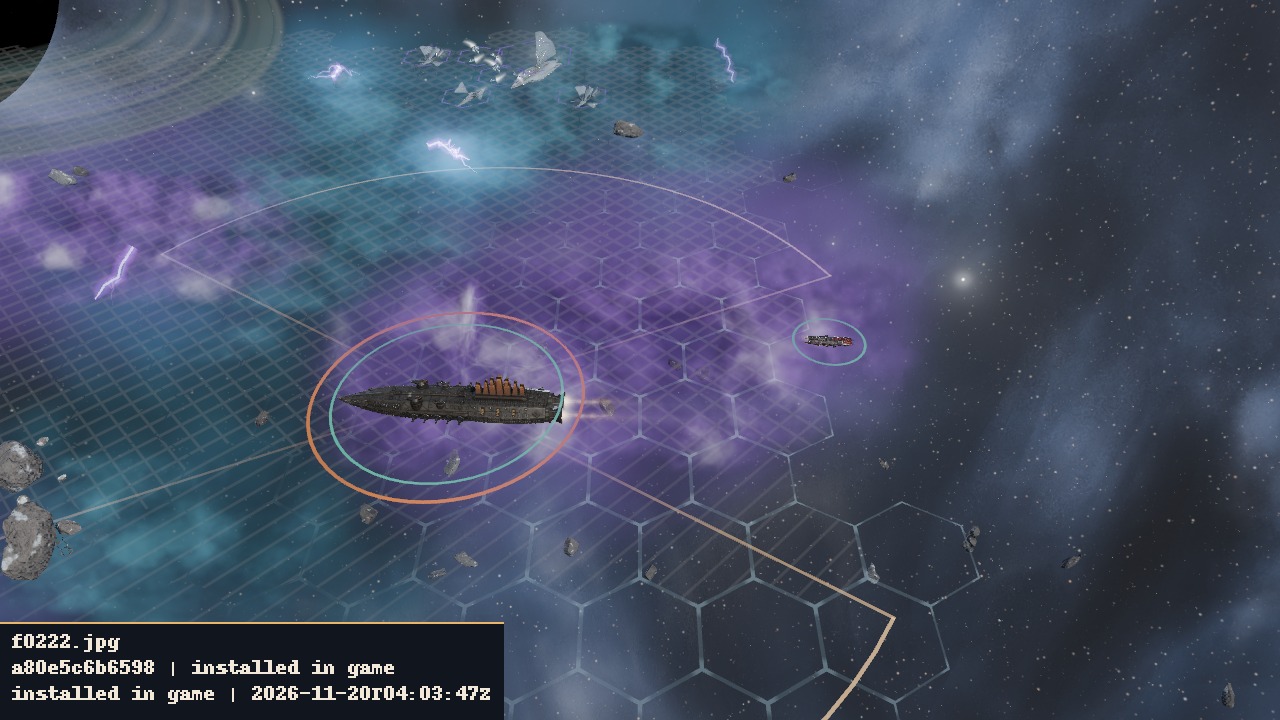 f0222.jpg
a80e5c6b6598 | installed in game
installed in game | 2026-11-20T04:03:47Z